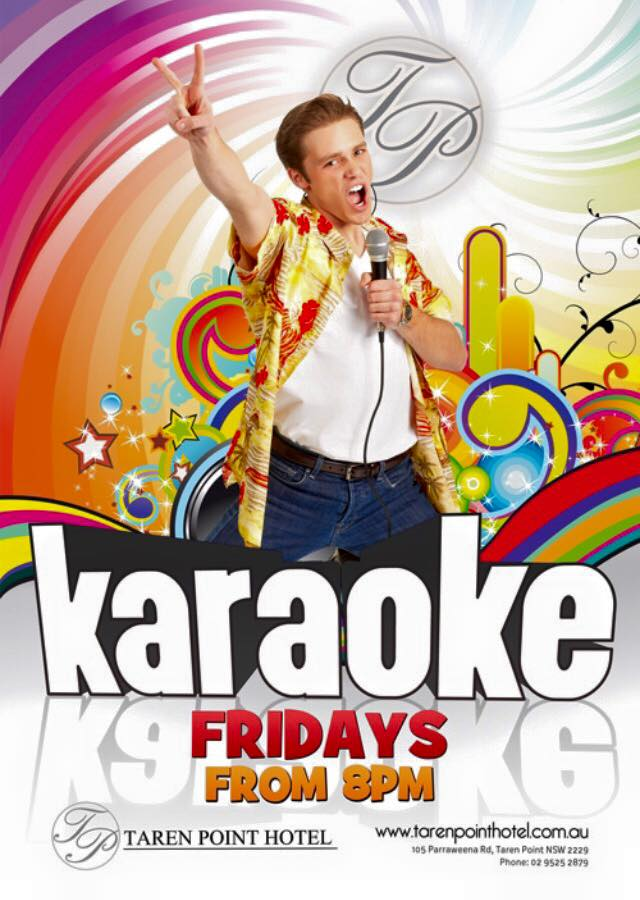 TP
karaoke
FRIDAYS
FROM 8PM
TP TAREN POINT HOTEL
www.tarenpointhotel.com.au
105 Parraweena Rd, Taren Point NSW 2229
Phone: 02 9525 2879